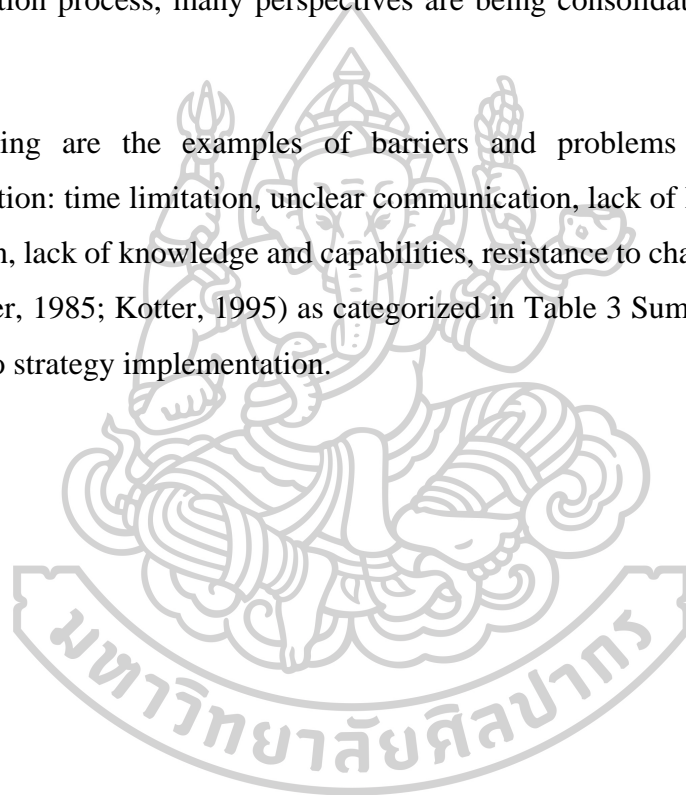 tion process, many perspectives are being consolidat
ing are the examples of barriers and problems
tion: time limitation, unclear communication, lack of
n, lack of knowledge and capabilities, resistance to cha
er, 1985; Kotter, 1995) as categorized in Table 3 Sum
o strategy implementation.
มหาวิทยาลัยศิลปากร